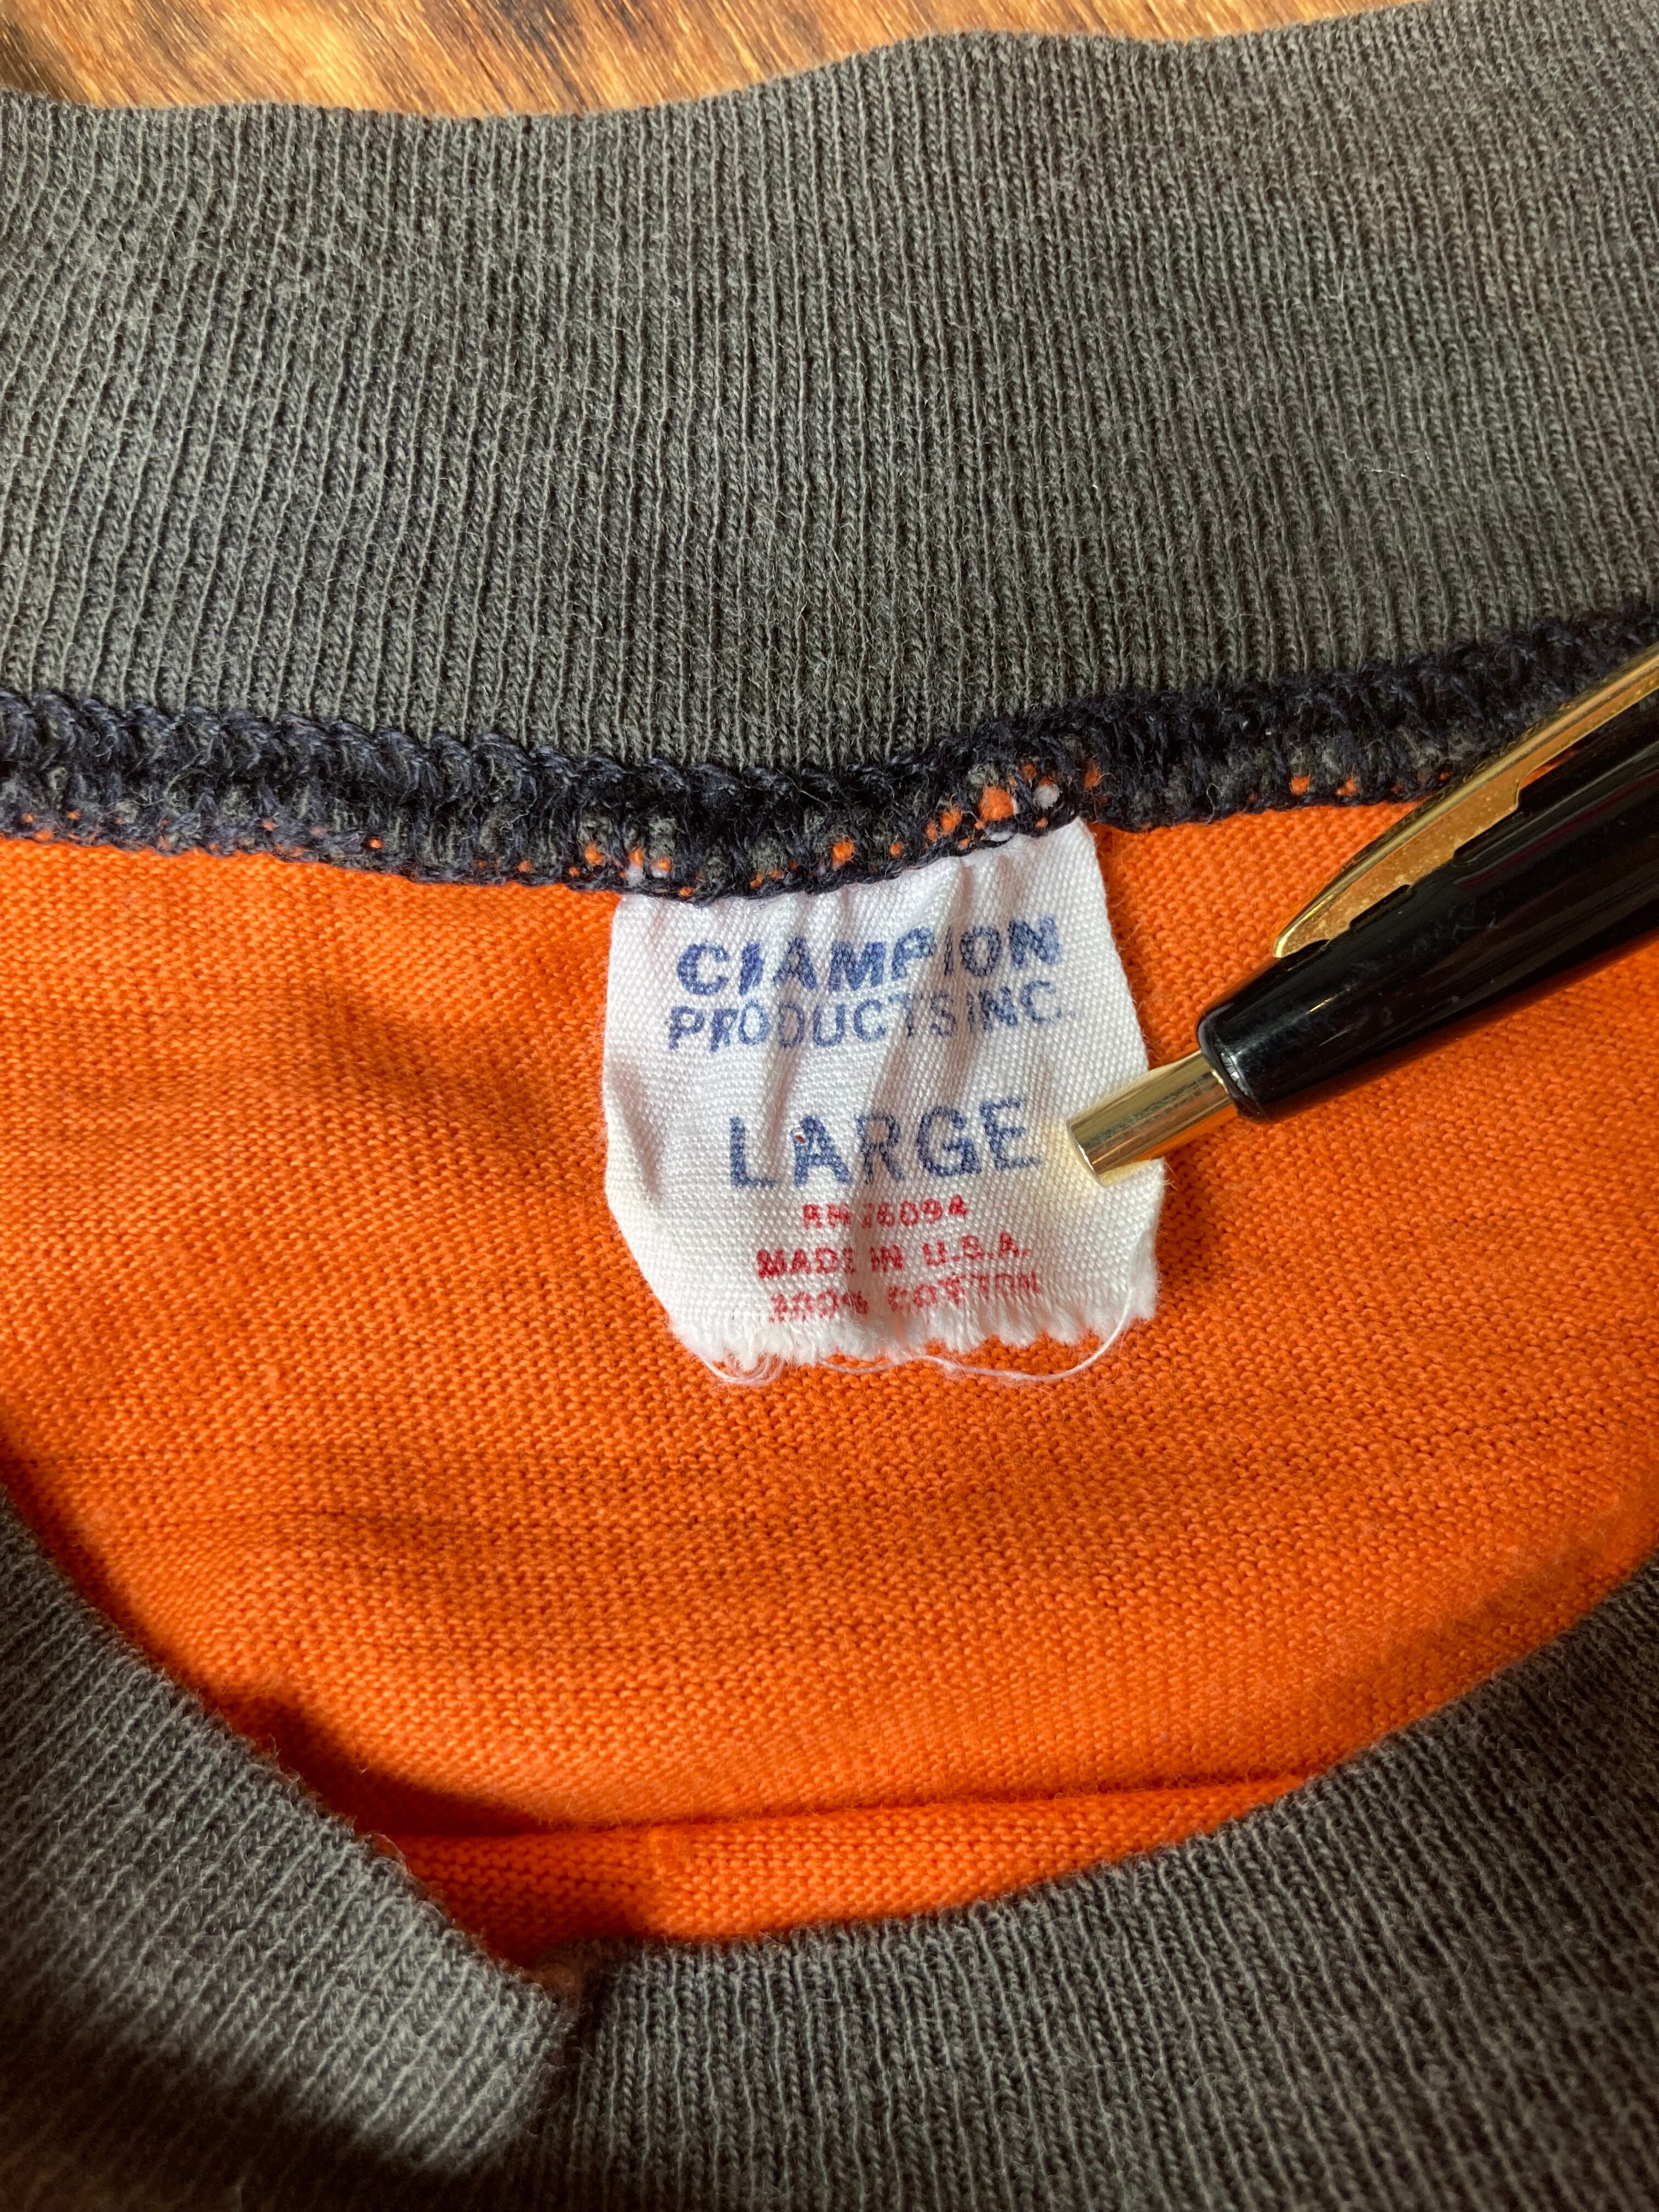 CHAMPION
PRODUCTS INC.
LARGE
RN 26094
MADE IN U.S.A.
100% COTTON